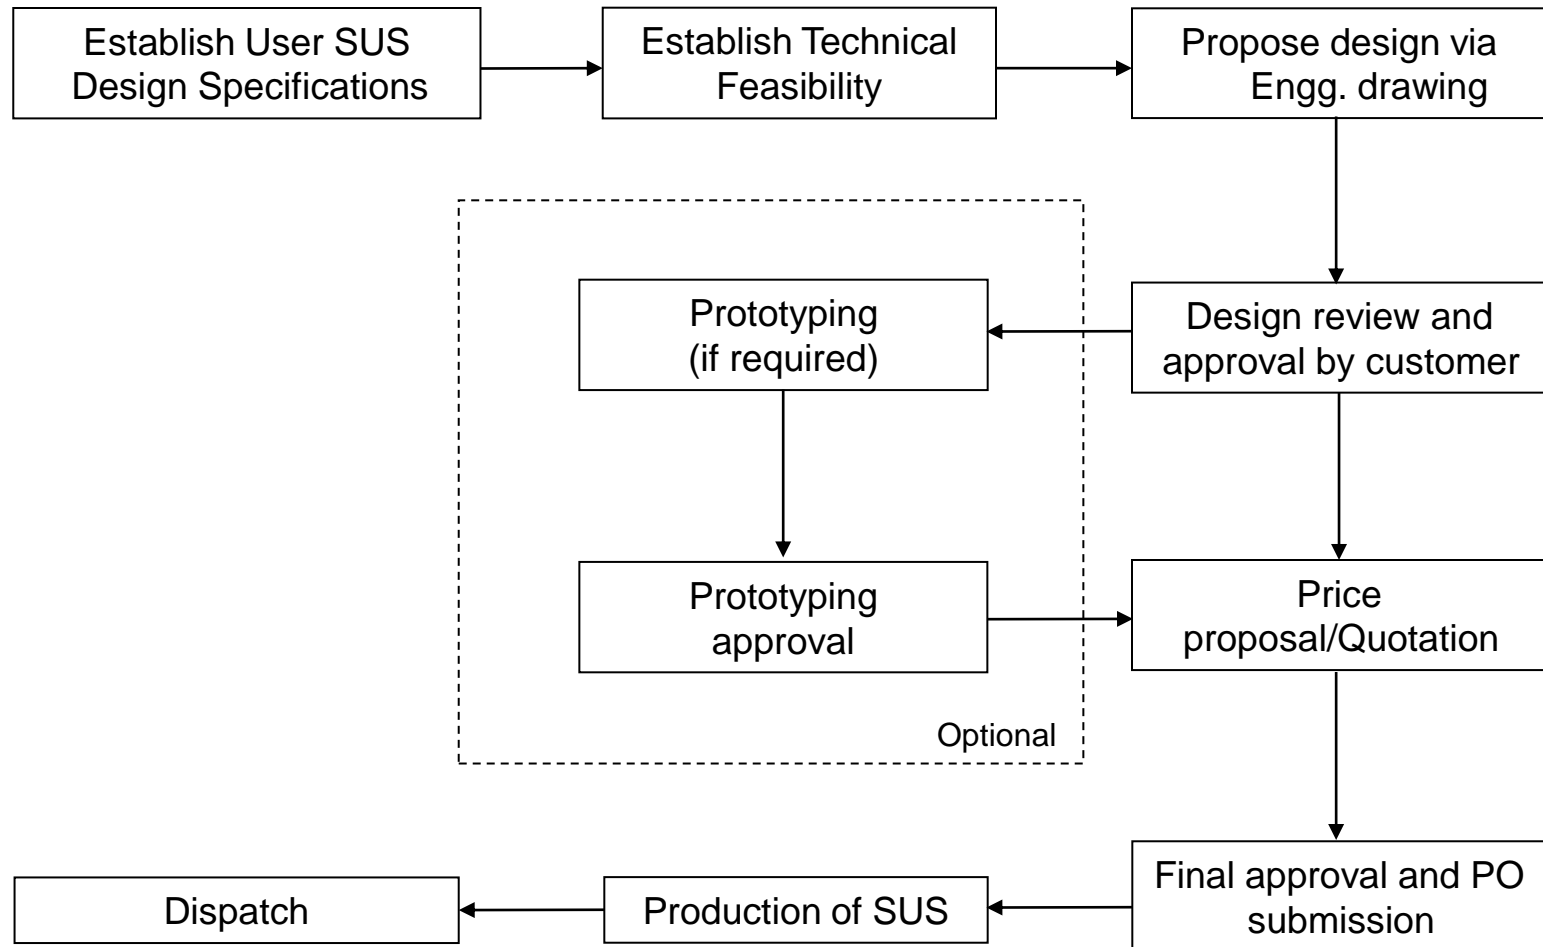 Establish User SUS
Design Specifications
Establish Technical
Feasibility
Propose design via
Engg. drawing
Prototyping
(if required)
Design review and
approval by customer
Prototyping
approval
Price
proposal/Quotation
Optional
Dispatch
Production of SUS
Final approval and PO
submission